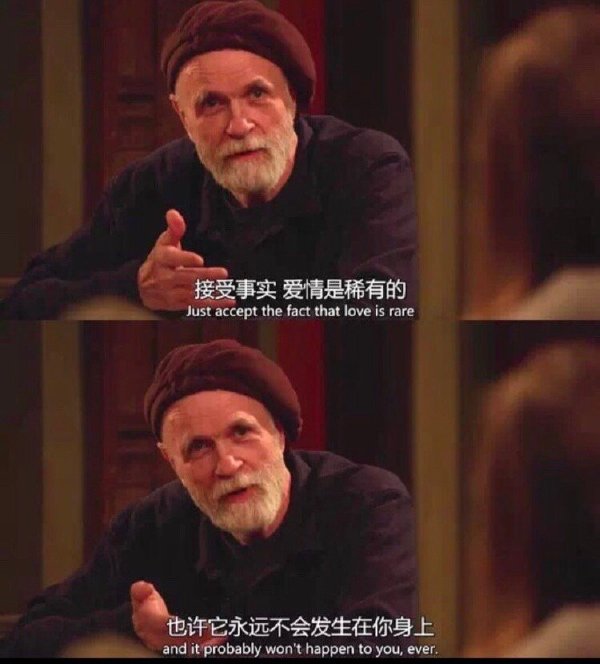 接受事实 爱情是稀有的
Just accept the fact that love is rare
也许它永远不会发生在你身上
and it probably won't happen to you, ever.